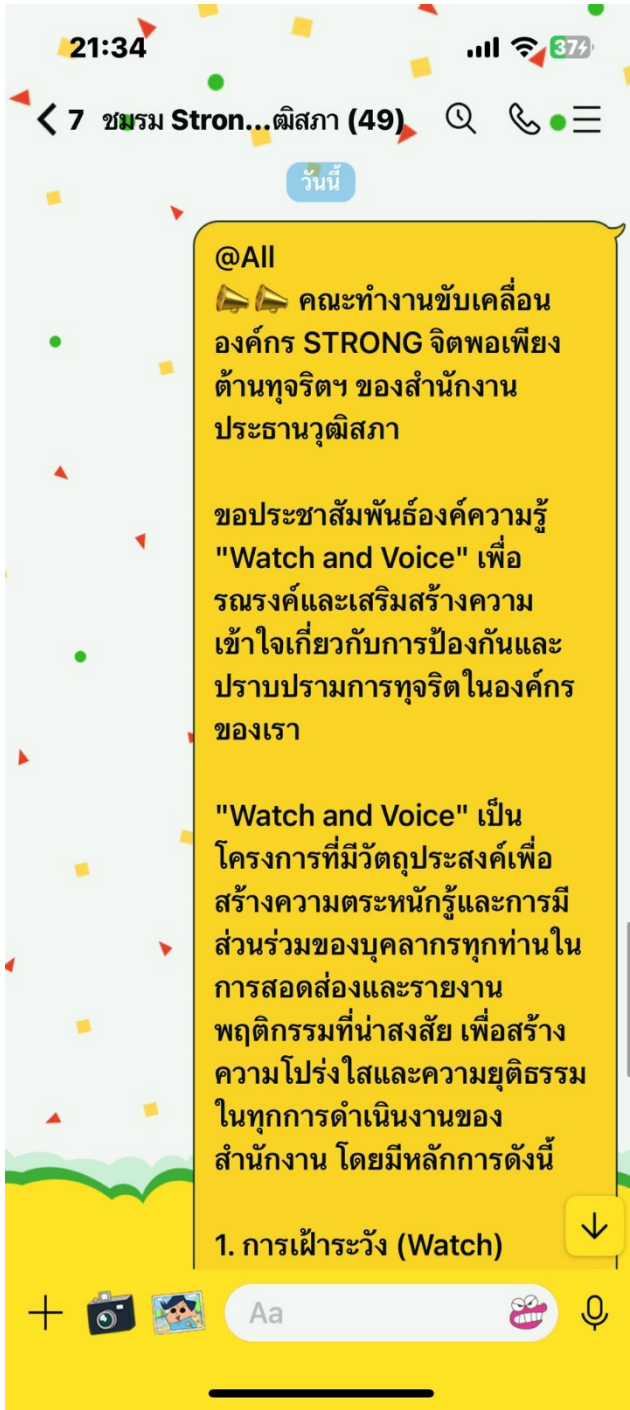 21:34
37
7 ชมรม Stron...ฒิสภา (49)
วันนี้
@All
คณะทำงานขับเคลื่อน
องค์กร STRONG จิตพอเพียง
ต้านทุจริตฯ ของสำนักงาน
ประธานวุฒิสภา
ขอประชาสัมพันธ์องค์ความรู้
"Watch and Voice" เพื่อ
รณรงค์และเสริมสร้างความ
เข้าใจเกี่ยวกับการป้องกันและ
ปราบปรามการทุจริตในองค์กร
ของเรา
"Watch and Voice" เป็น
โครงการที่มีวัตถุประสงค์เพื่อ
สร้างความตระหนักรู้และการมี
ส่วนร่วมของบุคลากรทุกท่านใน
การสอดส่องและรายงาน
พฤติกรรมที่น่าสงสัย เพื่อสร้าง
ความโปร่งใสและความยุติธรรม
ในทุกการดำเนินงานของ
สำนักงาน โดยมีหลักการดังนี้
1. การเฝ้าระวัง (Watch)
Aa